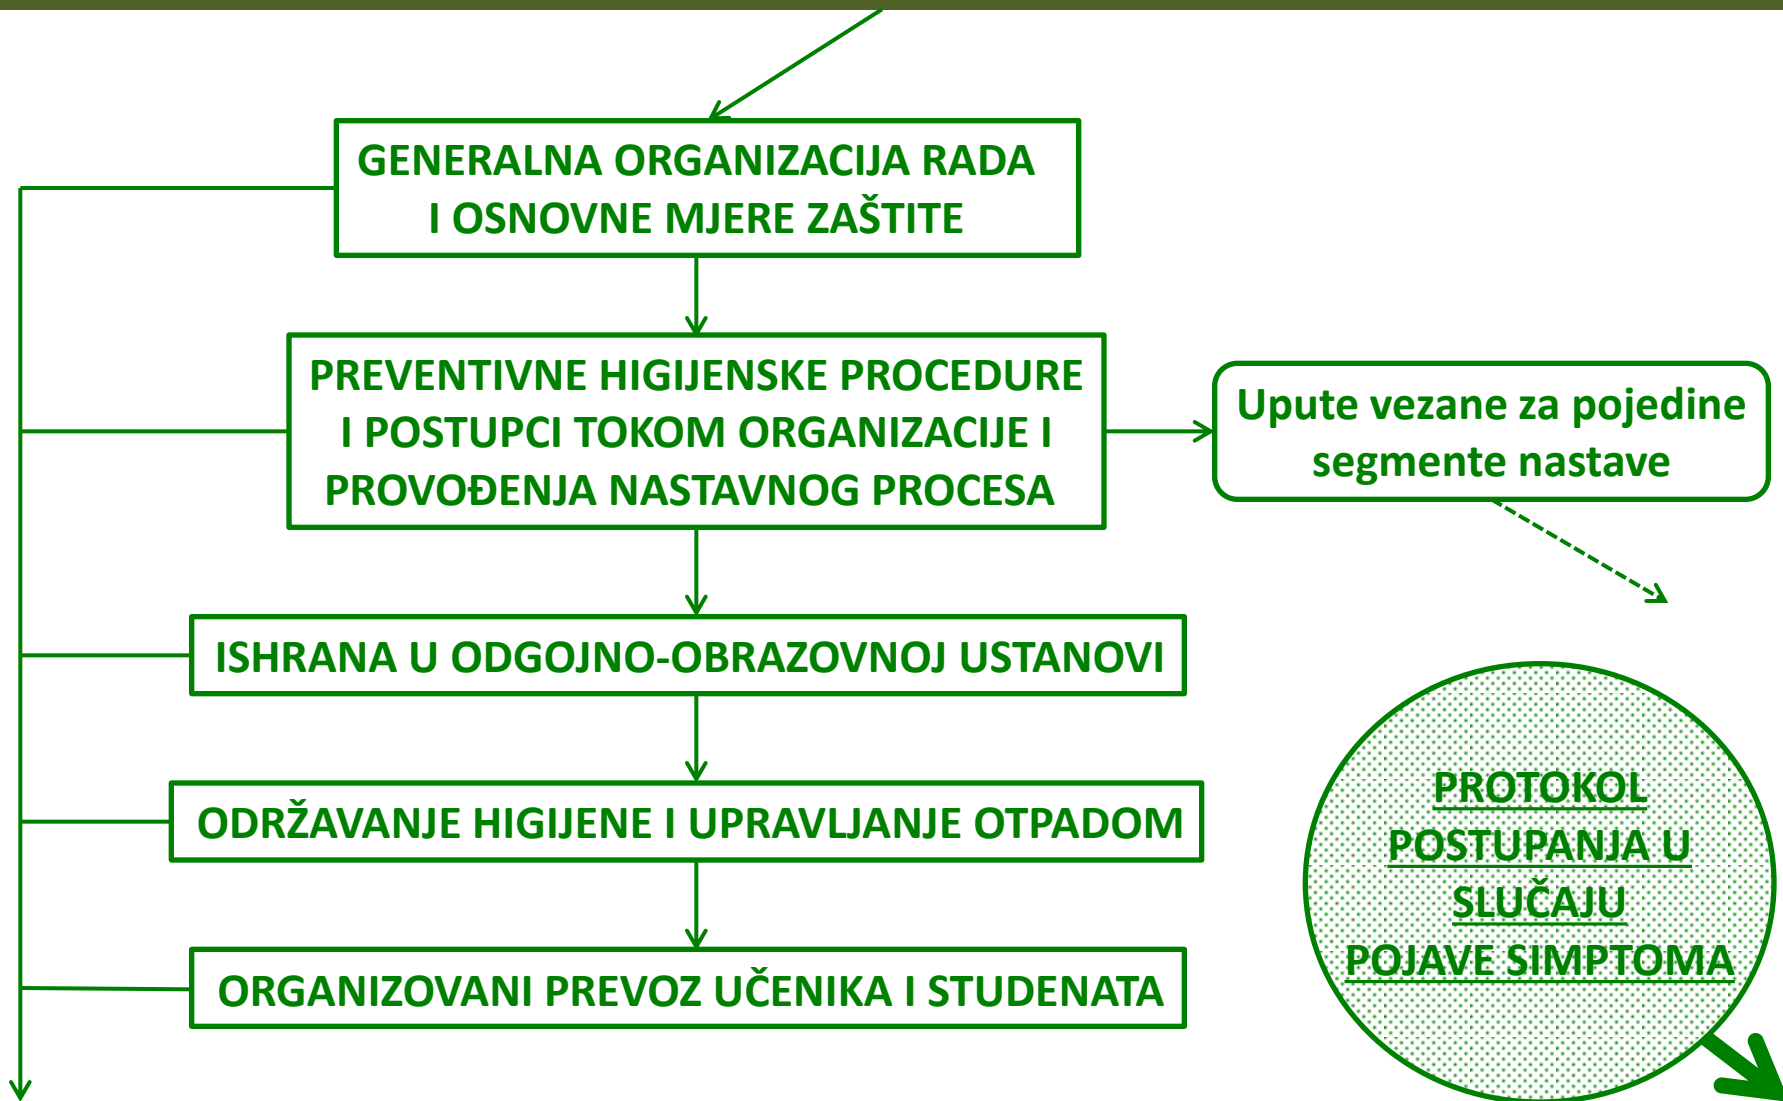 GENERALNA ORGANIZACIJA RADA
I OSNOVNE MJERE ZAŠTITE
PREVENTIVNE HIGIJENSKE PROCEDURE
I POSTUPCI TOKOM ORGANIZACIJE I
PROVOĐENJA NASTAVNOG PROCESA
Upute vezane za pojedine
segmente nastave
ISHRANA U ODGOJNO-OBRAZOVNOJ USTANOVI
ODRŽAVANJE HIGIJENE I UPRAVLJANJE OTPADOM
ORGANIZOVANI PREVOZ UČENIKA I STUDENATA
PROTOKOL
POSTUPANJA U
SLUČAJU
POJAVE SIMPTOMA